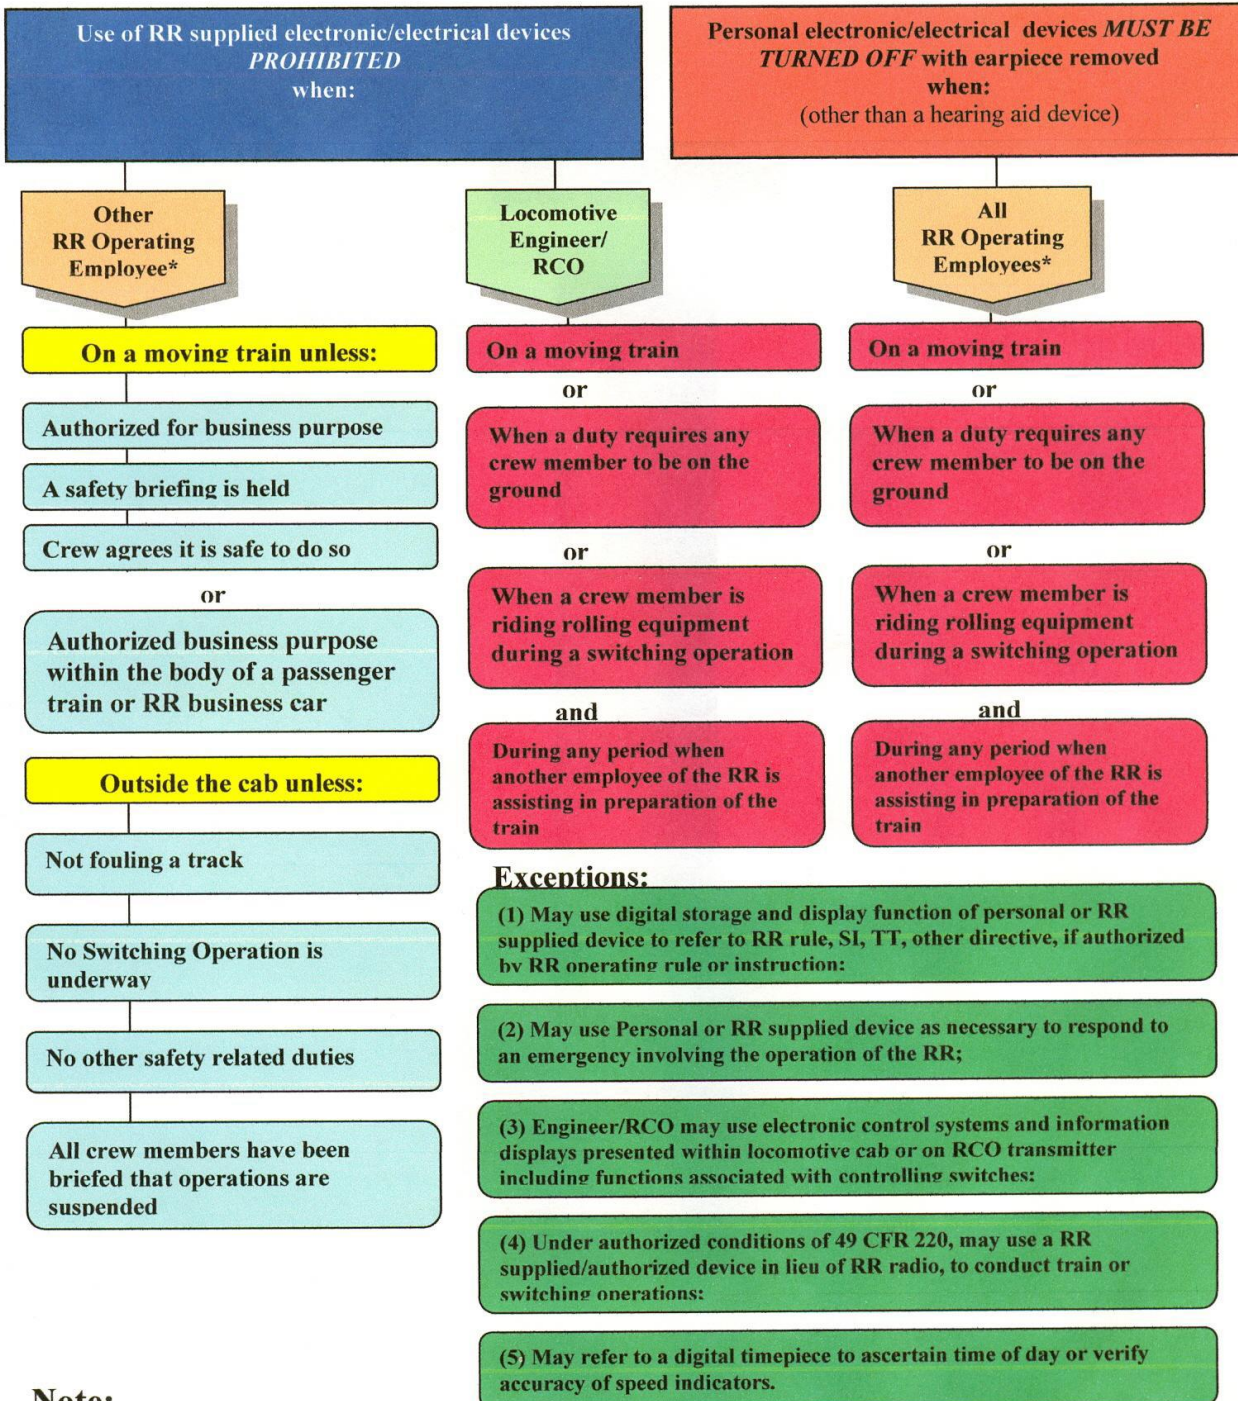 Use of RR supplied electronic/electrical devices
PROHIBITED
when:
Personal electronic/electrical devices MUST BE
TURNED OFF with earpiece removed
when:
(other than a hearing aid device)
Other
RR Operating
Employee*
On a moving train unless:
Authorized for business purpose
A safety briefing is held
Crew agrees it is safe to do so
or
Authorized business purpose
within the body of a passenger
train or RR business car
Outside the cab unless:
Not fouling a track
No Switching Operation is
underway
No other safety related duties
All crew members have been
briefed that operations are
suspended
Locomotive
Engineer/
RCO
On a moving train
or
When a duty requires any
crew member to be on the
ground
or
When a crew member is
riding rolling equipment
during a switching operation
and
During any period when
another employee of the RR is
assisting in preparation of the
train
All
RR Operating
Employees*
On a moving train
or
When a duty requires any
crew member to be on the
ground
or
When a crew member is
riding rolling equipment
during a switching operation
and
During any period when
another employee of the RR is
assisting in preparation of the
train
Exceptions:
(1) May use digital storage and display function of personal or RR
supplied device to refer to RR rule, SI, TT, other directive, if authorized
by RR operating rule or instruction;
(2) May use Personal or RR supplied device as necessary to respond to
an emergency involving the operation of the RR;
(3) Engineer/RCO may use electronic control systems and information
displays presented within locomotive cab or on RCO transmitter
including functions associated with controlling switches;
(4) Under authorized conditions of 49 CFR 220, may use a RR
supplied/authorized device in lieu of RR radio, to conduct train or
switching operations;
(5) May refer to a digital timepiece to ascertain time of day or verify
accuracy of speed indicators.
Note: